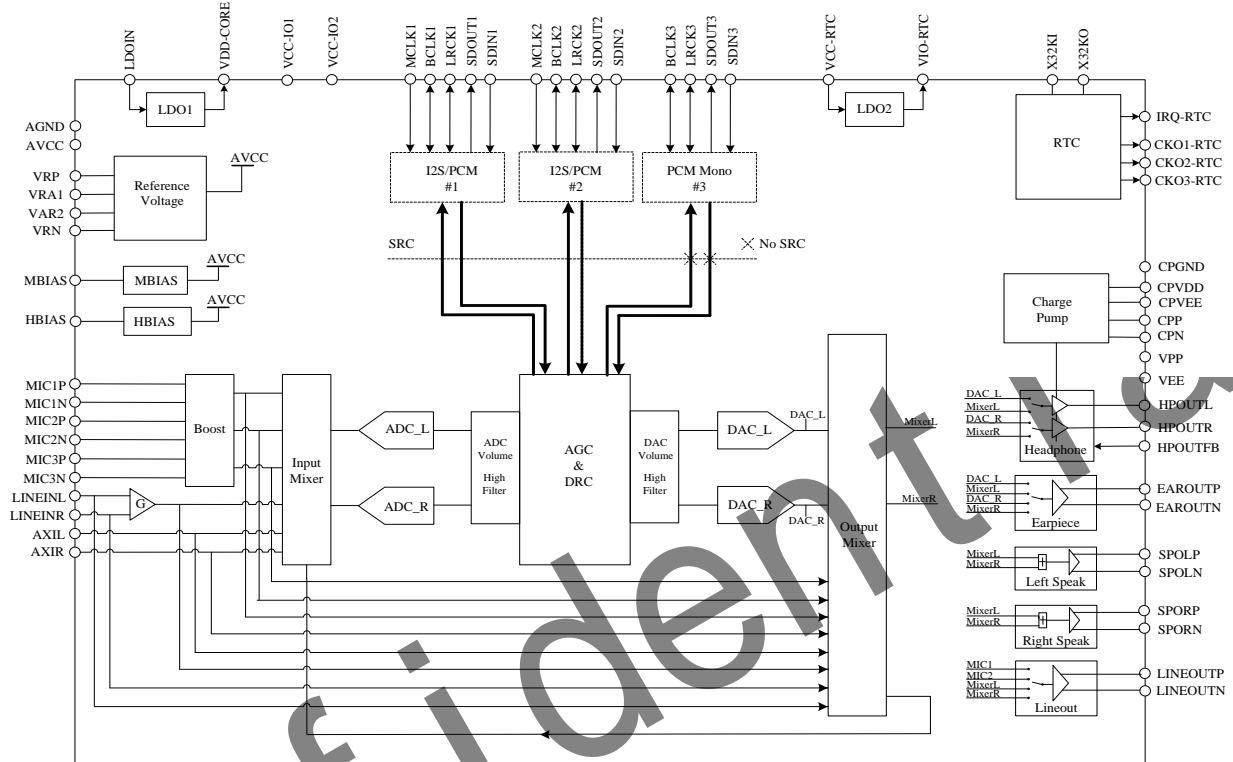 LDOIN
VDD-CORE
VCC-IO1
VCC-IO2
MCLK1
BCLK1
LRCK1
SDOUT1
SDIN1
MCLK2
BCLK2
LRCK2
SDOUT2
SDIN2
BCLK3
LRCK3
SDOUT3
SDIN3
VCC-RTC
VIO-RTC
X32KI
X32KO
LDO1
LDO2
AGND
AVCC
VRP
VRA1
VAR2
VRN
Reference
Voltage
AVCC
I2S/PCM
#1
I2S/PCM
#2
PCM Mono
#3
RTC
IRQ-RTC
CKO1-RTC
CKO2-RTC
CKO3-RTC
SRC
No SRC
MBIAS
MBIAS
AVCC
HBIAS
HBIAS
AVCC
Charge
Pump
CPGND
CPVDD
CPVEE
CPP
CPN
VPP
VEE
MIC1P
MIC1N
MIC2P
MIC2N
MIC3P
MIC3N
LINEINL
LINEINR
AXIL
AXIR
Boost
G
Input
Mixer
ADC_L
ADC_R
ADC
Volume
High
Filter
AGC
&
DRC
DAC
Volume
High
Filter
DAC_L
DAC_R
DAC_L
DAC_R
Output
Mixer
MixerL
MixerR
DAC_L
MixerL
DAC_R
MixerR
Headphone
HPOUTL
HPOUTR
HPOUTFB
DAC_L
MixerL
DAC_R
MixerR
Earpiece
EAROUTP
EAROUTN
MixerL
MixerR
Left Speak
SPOLP
SPOLN
MixerL
MixerR
Right Speak
SPORP
SPORN
MIC1
MIC2
MixerL
MixerR
Lineout
LINEOUTP
LINEOUTN
fident